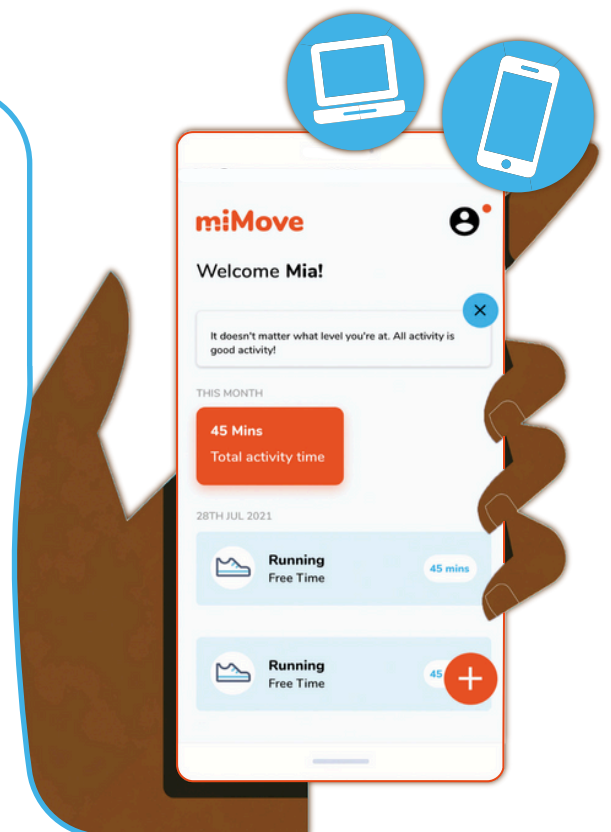 miMove
Welcome Mia!
It doesn't matter what level you're at. All activity is
good activity!
THIS MONTH
45 Mins
Total activity time
28TH JUL 2021
Running
Free Time
45 mins
Running
Free Time
45